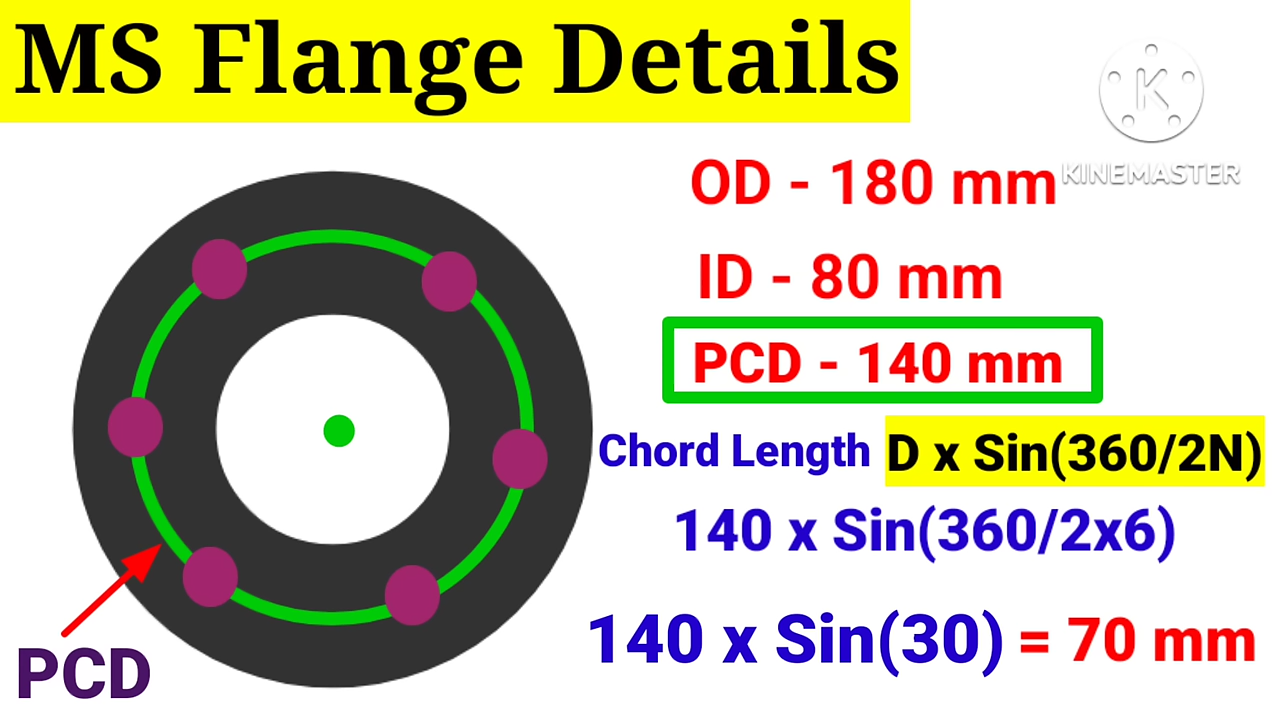 MS Flange Details
K
KINEMASTER
OD - 180 mm
ID - 80 mm
PCD - 140 mm
Chord Length D x Sin(360/2N)
140 x Sin(360/2x6)
140 x Sin(30) = 70 mm
PCD